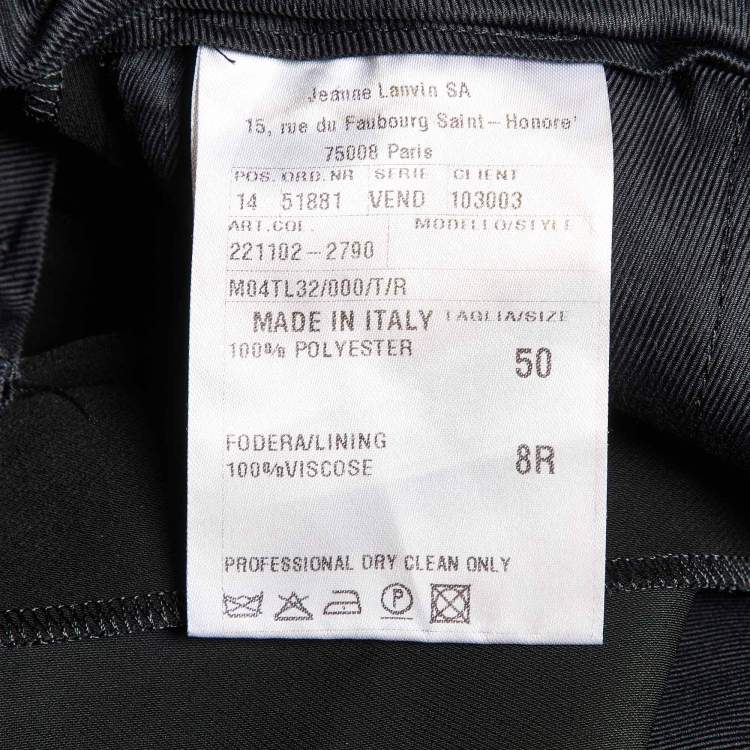 Jeanne Lanvin SA
15, rue du Faubourg Saint-Honore'
75008 Paris
POS. ORD.NR SERIE CLIENT
14 51881 VEND 103003
ART.COL. MODELLO/STYLE
221102-2790
M04TL32/000/T/R
MADE IN ITALY TAGLIA/SIZE
100% POLYESTER 50
FODERA/LINING
100%VISCOSE 8R
PROFESSIONAL DRY CLEAN ONLY
P